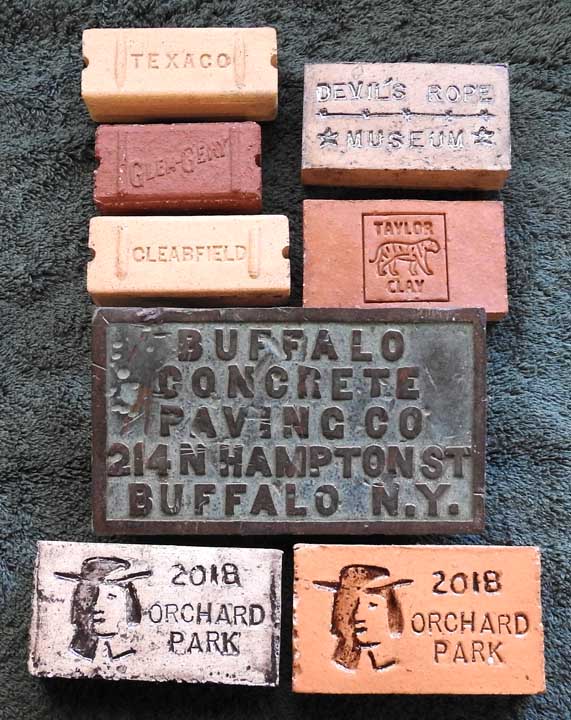 TEXACO
DEVIL'S ROPE
MUSEUM
GLEN-GERY
CLEARFIELD
TAYLOR
CLAY
BUFFALO
CONCRETE
PAVING CO
214 N HAMPTON ST
BUFFALO N.Y.
2018
ORCHARD
PARK
2018
ORCHARD
PARK